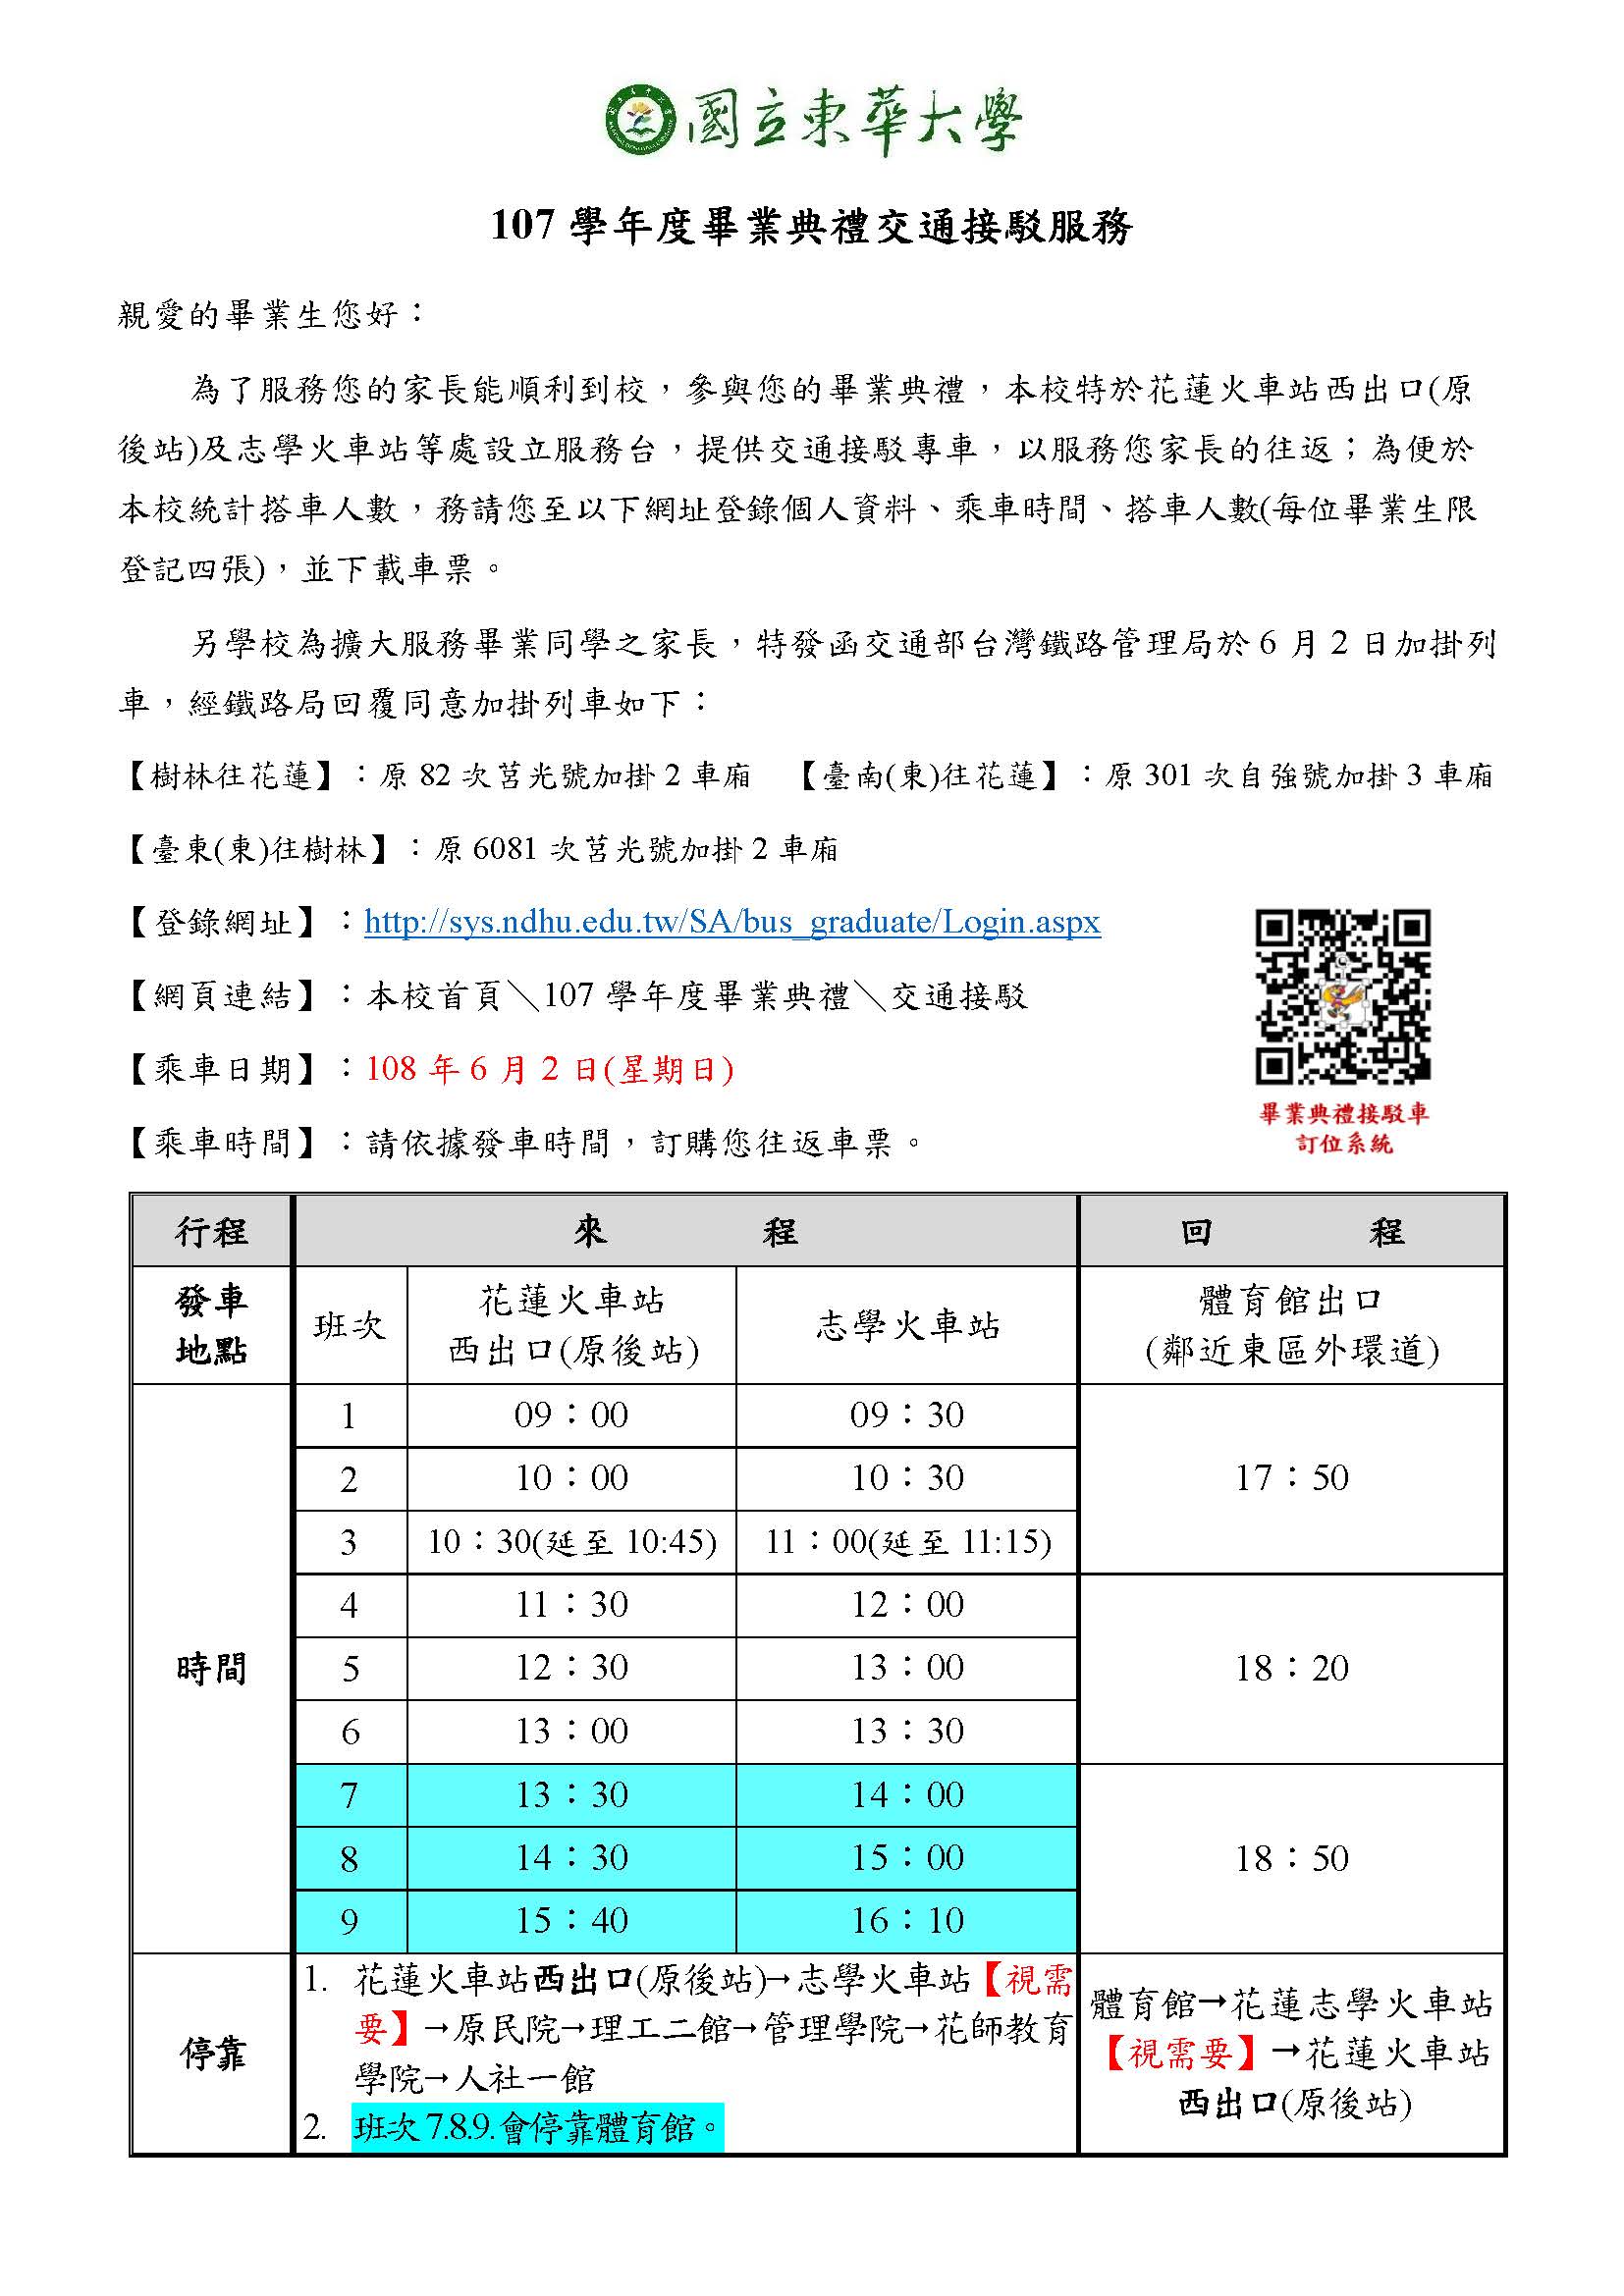 國立東華大學
107 學年度畢業典禮交通接駁服務
親愛的畢業生您好：
為了服務您的家長能順利到校，參與您的畢業典禮，本校特於花蓮火車站西出口(原
後站)及志學火車站等處設立服務台，提供交通接駁專車，以服務您家長的往返；為便於
本校統計搭車人數，務請您至以下網址登錄個人資料、乘車時間、搭車人數(每位畢業生限
登記四張)，並下載車票。
另學校為擴大服務畢業同學之家長，特發函交通部台灣鐵路管理局於 6 月 2 日加掛列
車，經鐵路局回覆同意加掛列車如下：
【樹林往花蓮】：原 82 次莒光號加掛 2 車廂 【臺南(東)往花蓮】：原 301 次自強號加掛 3 車廂
【臺東(東)往樹林】：原 6081 次莒光號加掛 2 車廂
【登錄網址】：http://sys.ndhu.edu.tw/SA/bus_graduate/Login.aspx
【網頁連結】：本校首頁╲107 學年度畢業典禮╲交通接駁
【乘車日期】：108 年 6 月 2 日(星期日)
【乘車時間】：請依據發車時間，訂購您往返車票。
畢業典禮接駁車
訂位系統
行程 來 程 回 程
發車
地點
班次
花蓮火車站
西出口(原後站)
志學火車站
體育館出口
(鄰近東區外環道)
時間
1 09：00 09：30
2 10：00 10：30
17：50
3 10：30(延至 10:45) 11：00(延至 11:15)
4 11：30 12：00
5 12：30 13：00
18：20
6 13：00 13：30
7 13：30 14：00
8 14：30 15：00
18：50
9 15：40 16：10
停靠
1. 花蓮火車站西出口(原後站)→志學火車站【視需
要】→原民院→理工二館→管理學院→花師教育
學院→人社一館
2. 班次 7.8.9.會停靠體育館。
體育館→花蓮志學火車站
【視需要】→花蓮火車站
西出口(原後站)